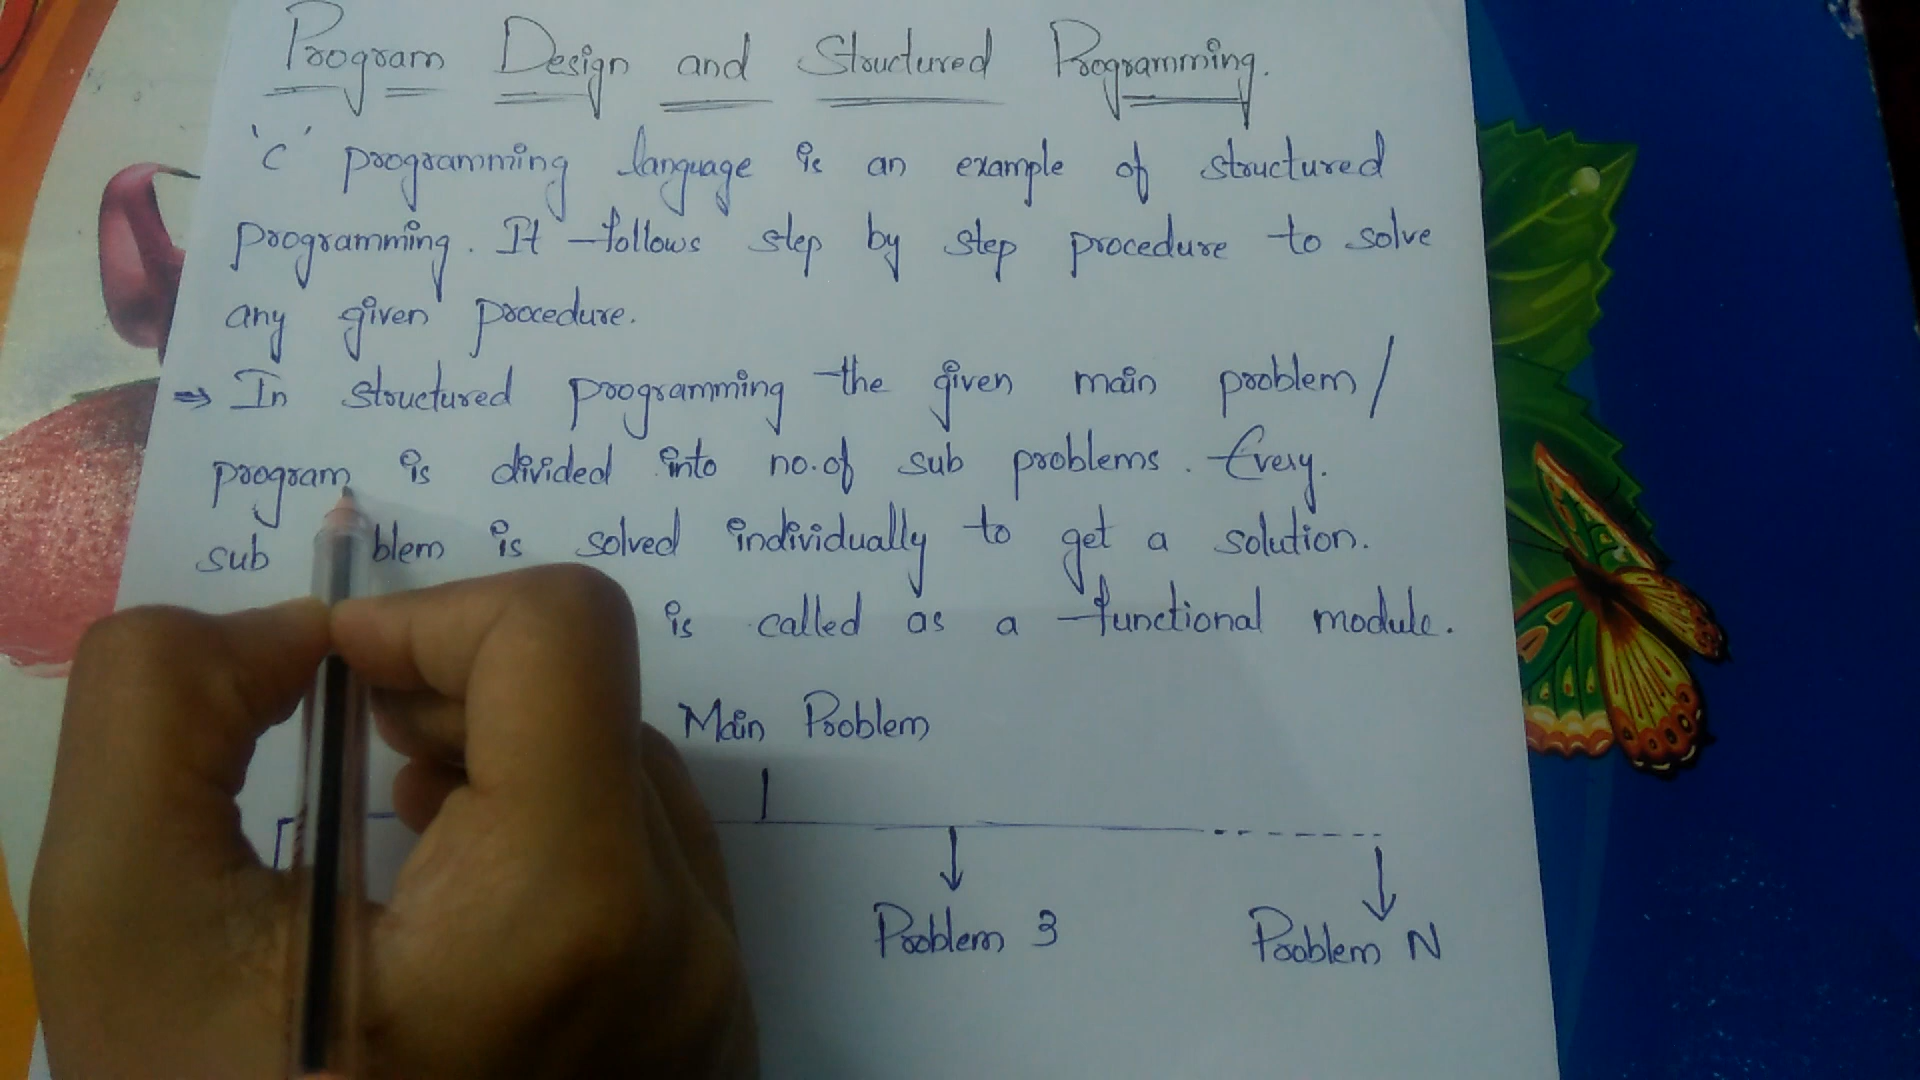 Program Design and Structured Programming.
'C' programming language is an example of structured
programming. It follows step by step procedure to solve
any given procedure.
⇒ In structured programming the given main problem/
program is divided into no.of sub problems. Every.
sub blem is solved individually to get a solution.
is called as a functional module.
Main Problem
Problem 3 Problem N